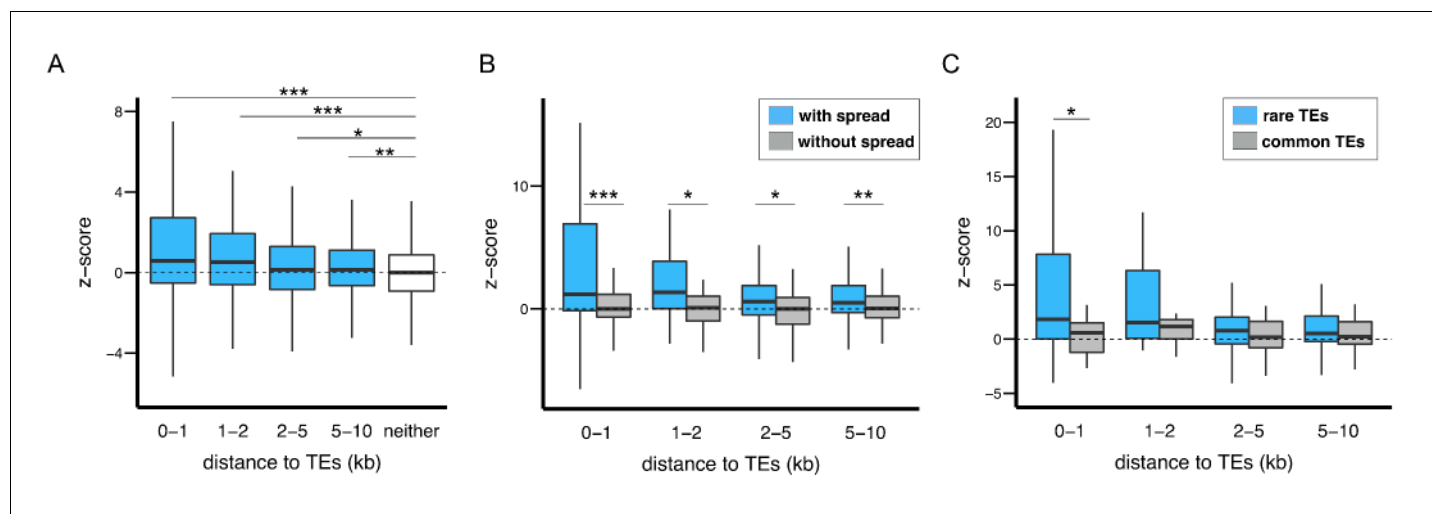 A
8
4
0
−4
z−score
***
***
*
**
0−1 1−2 2−5 5−10 neither
distance to TEs (kb)
B
10
0
z−score
with spread
without spread
***
*
*
**
0−1 1−2 2−5 5−10
distance to TEs (kb)
C
20
15
10
5
0
−5
z−score
rare TEs
common TEs
*
0−1 1−2 2−5 5−10
distance to TEs (kb)